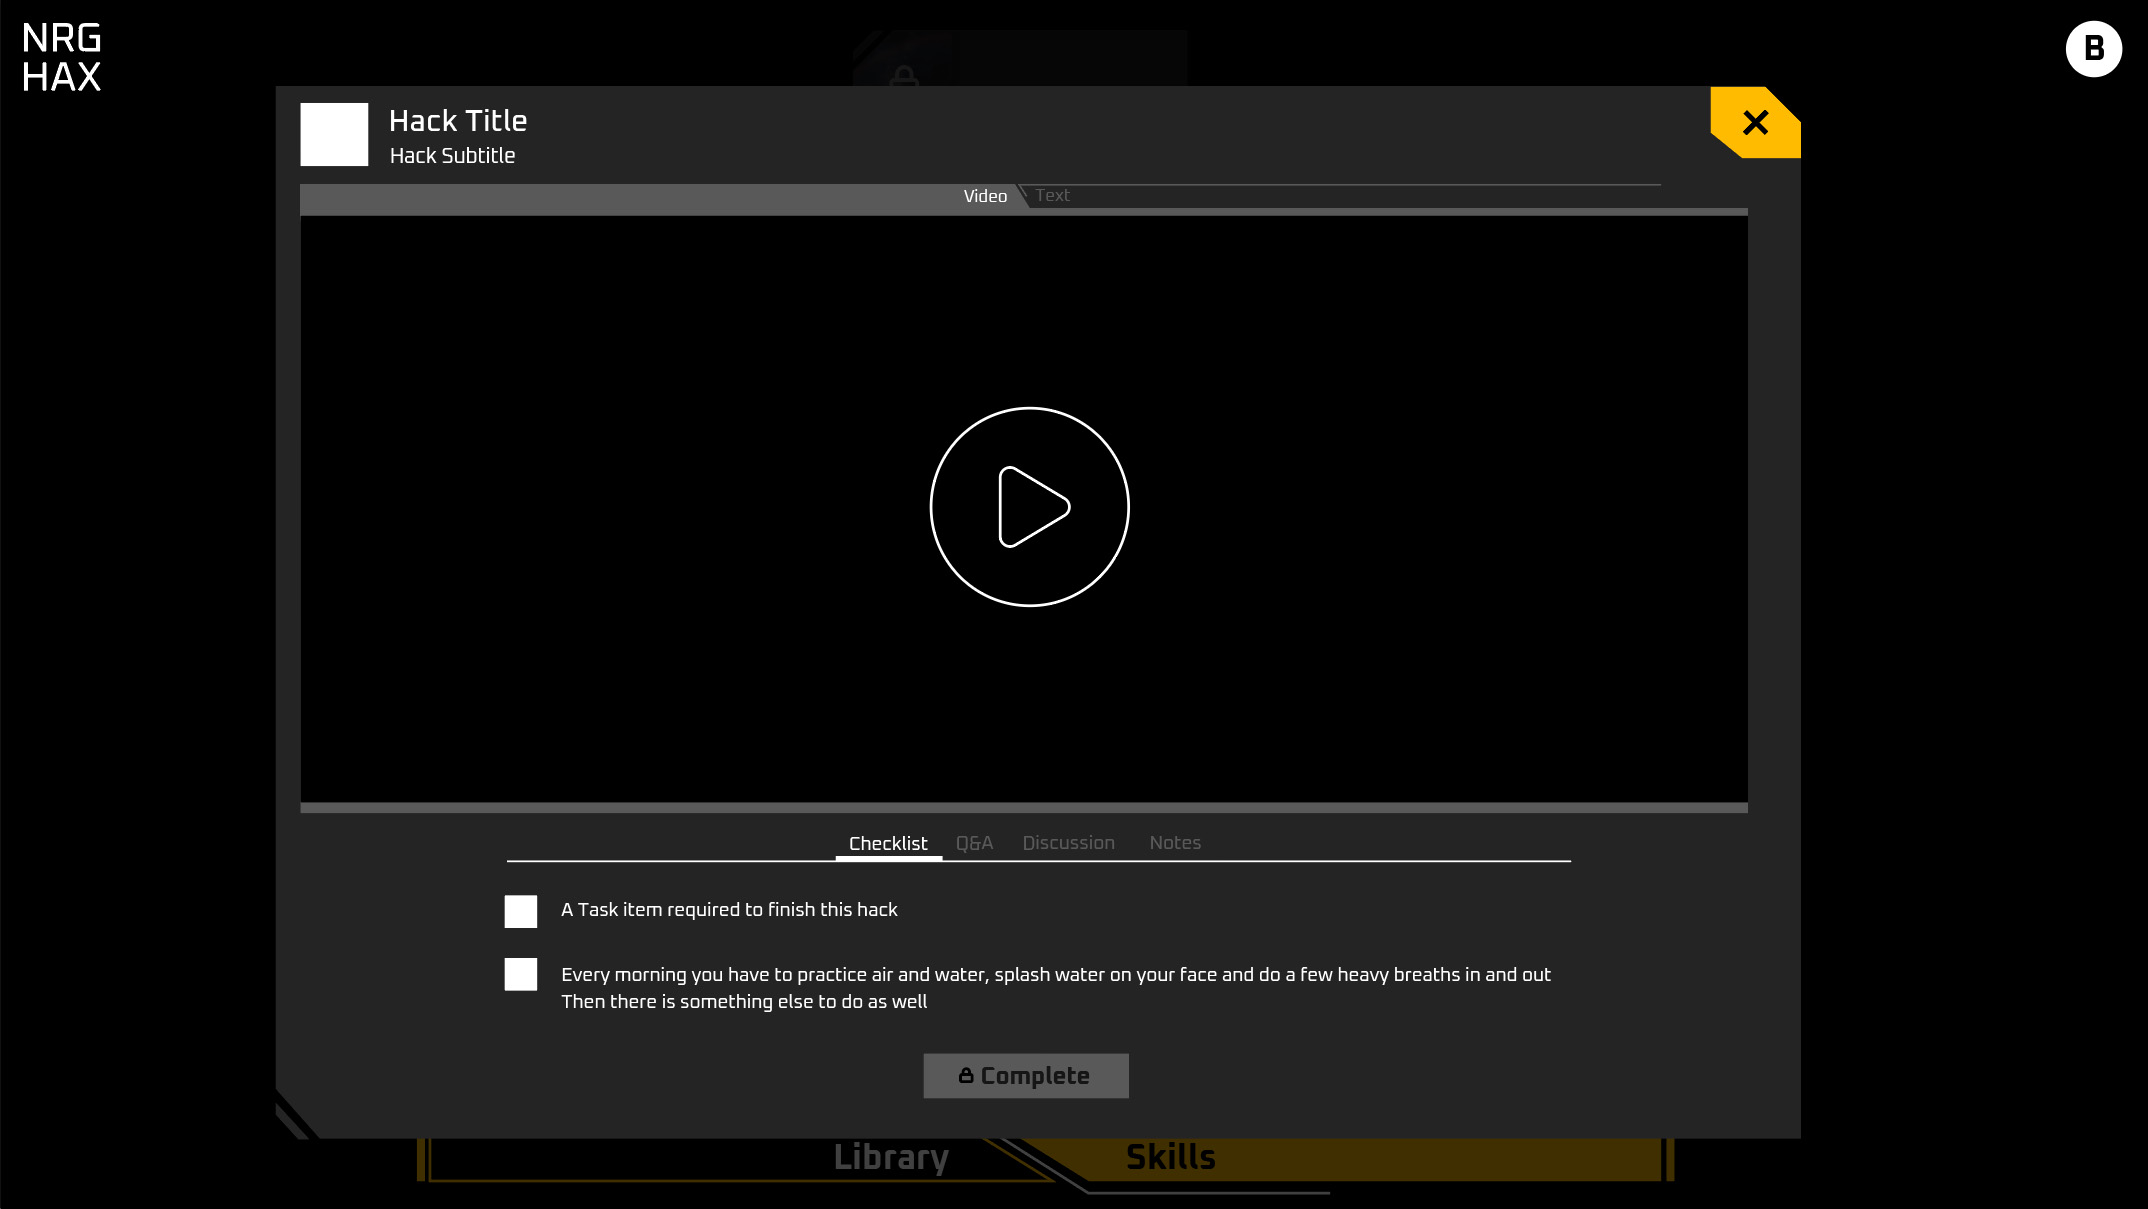 NRG
HAX
B
Hack Title
Hack Subtitle
Video
Text
Checklist
Q&A
Discussion
Notes
A Task item required to finish this hack
Every morning you have to practice air and water, splash water on your face and do a few heavy breaths in and out
Then there is something else to do as well
Complete
Library
Skills